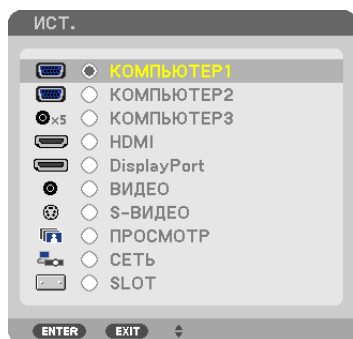 ИСТ.
КОМПЬЮТЕР1
КОМПЬЮТЕР2
×5 КОМПЬЮТЕР3
HDMI
DisplayPort
ВИДЕО
S-ВИДЕО
ПРОСМОТР
СЕТЬ
SLOT
ENTER EXIT